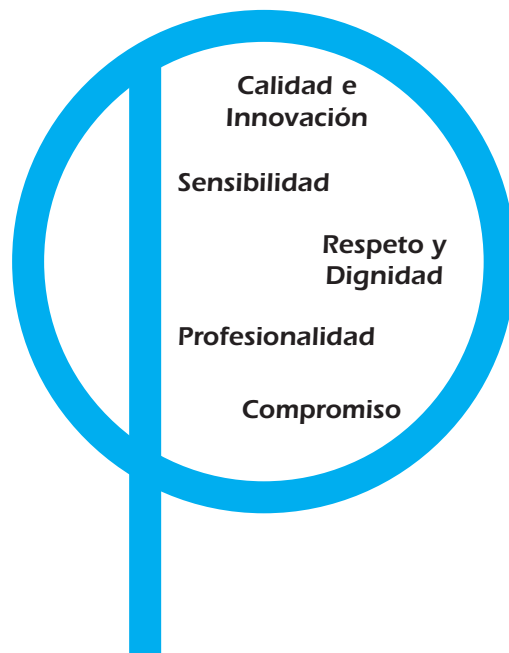 Calidad e
Innovación
Sensibilidad
Respeto y
Dignidad
Profesionalidad
Compromiso